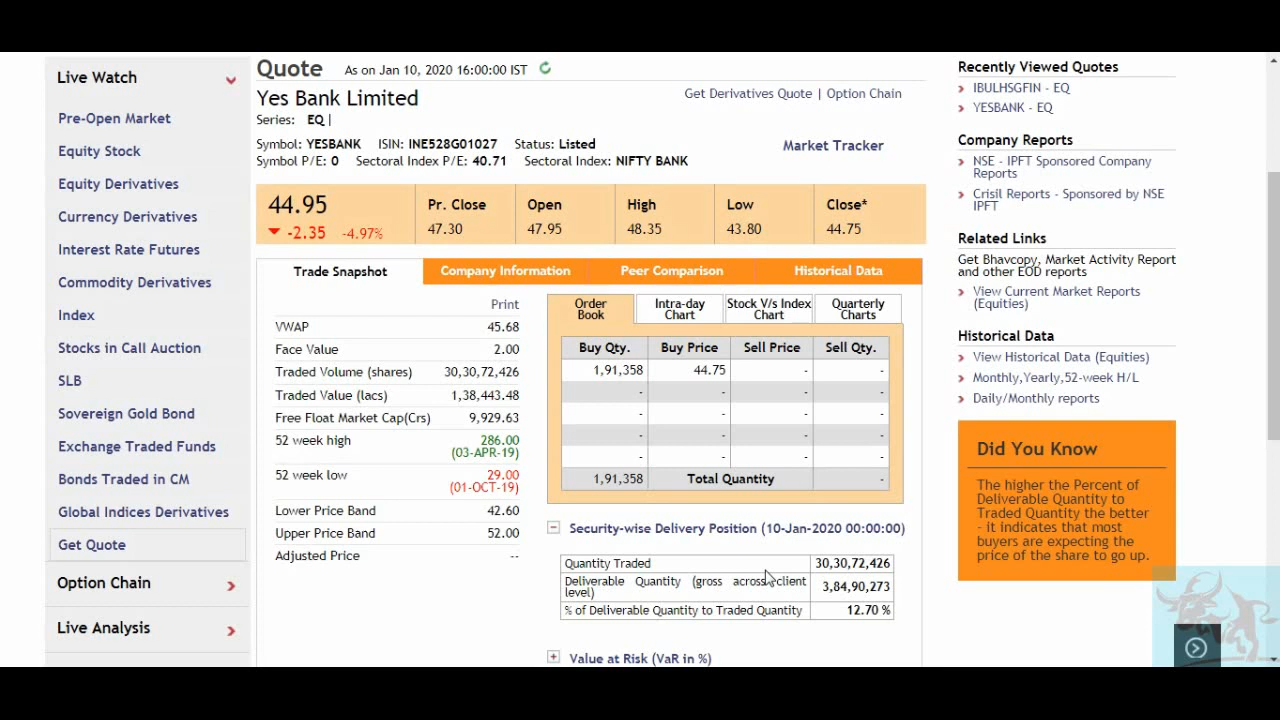 Live Watch
Pre-Open Market
Equity Stock
Equity Derivatives
Currency Derivatives
Interest Rate Futures
Commodity Derivatives
Index
Stocks in Call Auction
SLB
Sovereign Gold Bond
Exchange Traded Funds
Bonds Traded in CM
Global Indices Derivatives
Get Quote
Option Chain
Live Analysis
Quote As on Jan 10, 2020 16:00:00 IST
Yes Bank Limited
Get Derivatives Quote | Option Chain
Series: EQ |
Symbol: YESBANK ISIN: INE528G01027 Status: Listed
Symbol P/E: 0 Sectoral Index P/E: 40.71 Sectoral Index: NIFTY BANK
Market Tracker
44.95 Pr. Close Open High Low Close*
-2.35 -4.97% 47.30 47.95 48.35 43.80 44.75
Trade Snapshot Company Information Peer Comparison Historical Data
Print
VWAP 45.68
Face Value 2.00
Traded Volume (shares) 30,30,72,426
Traded Value (lacs) 1,38,443.48
Free Float Market Cap(Crs) 9,929.63
52 week high 286.00
(03-APR-19)
52 week low 29.00
(01-OCT-19)
Lower Price Band 42.60
Upper Price Band 52.00
Adjusted Price --
Order Book
Intra-day Chart
Stock V/s Index Chart
Quarterly Charts
Buy Qty. Buy Price Sell Price Sell Qty.
1,91,358 44.75 - -
- - - -
- - - -
- - - -
- - - -
1,91,358 Total Quantity -
Security-wise Delivery Position (10-Jan-2020 00:00:00)
Quantity Traded 30,30,72,426
Deliverable Quantity (gross across client level) 3,84,90,273
% of Deliverable Quantity to Traded Quantity 12.70 %
Value at Risk (VaR in %)
Recently Viewed Quotes
IBULHSGFIN - EQ
YESBANK - EQ
Company Reports
NSE - IPFT Sponsored Company
Reports
Crisil Reports - Sponsored by NSE
IPFT
Related Links
Get Bhavcopy, Market Activity Report
and other EOD reports
View Current Market Reports
(Equities)
Historical Data
View Historical Data (Equities)
Monthly,Yearly,52-week H/L
Daily/Monthly reports
Did You Know
The higher the Percent of
Deliverable Quantity to
Traded Quantity the better
- it indicates that most
buyers are expecting the
price of the share to go up.